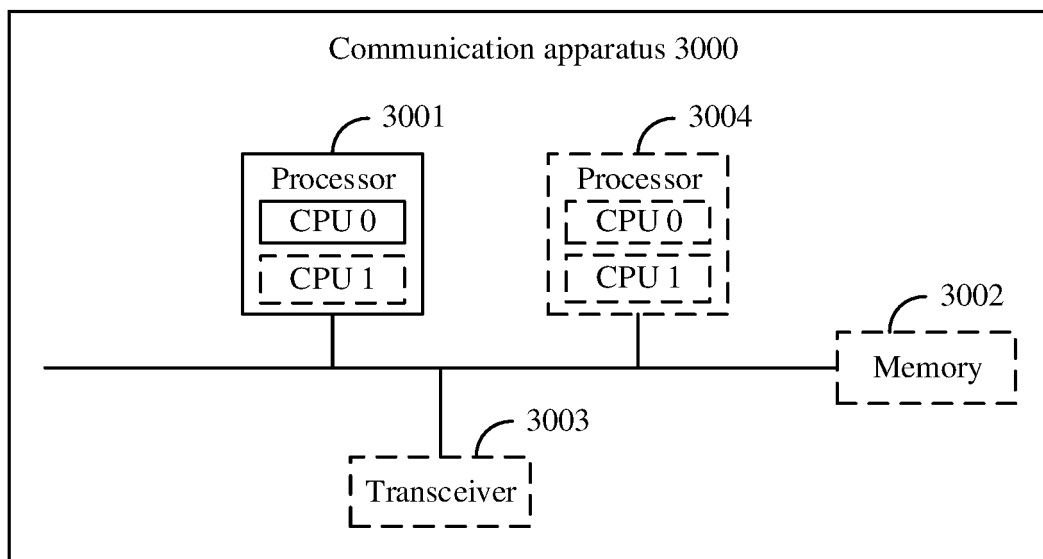 Communication apparatus 3000
3001
3004
Processor
Processor
CPU 0
CPU 0
CPU 1
CPU 1
3002
Memory
3003
Transceiver